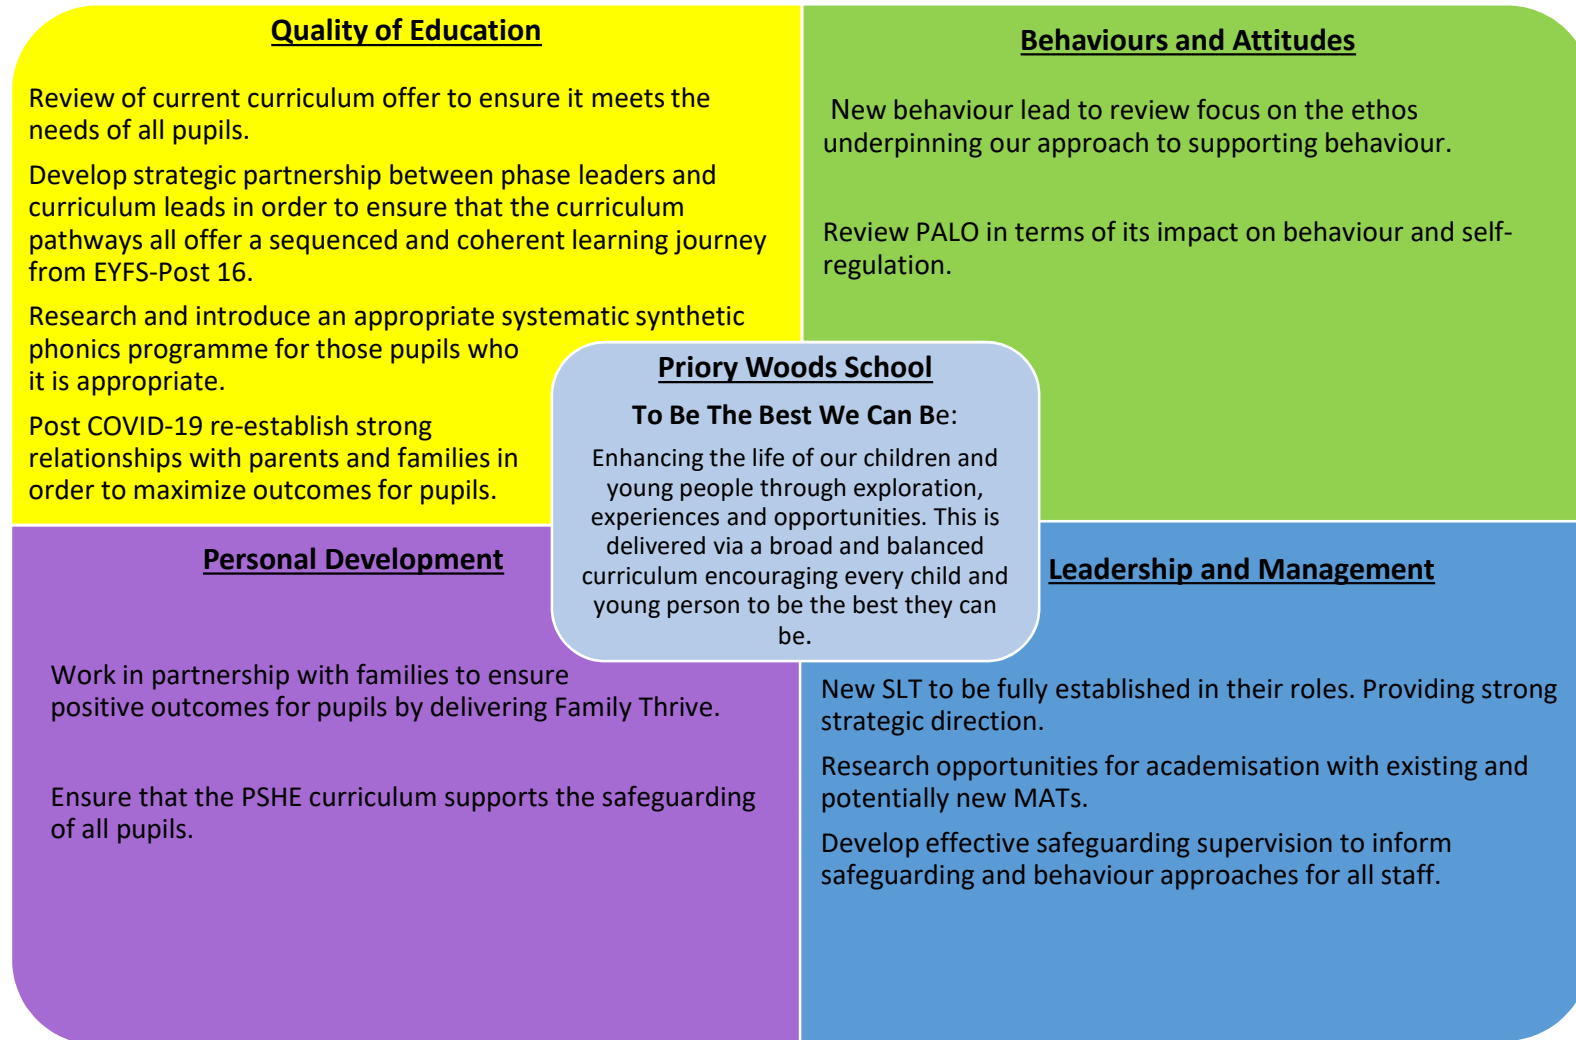 Quality of Education
Review of current curriculum offer to ensure it meets the
needs of all pupils.
Develop strategic partnership between phase leaders and
curriculum leads in order to ensure that the curriculum
pathways all offer a sequenced and coherent learning journey
from EYFS-Post 16.
Research and introduce an appropriate systematic synthetic
phonics programme for those pupils who
it is appropriate.
Post COVID-19 re-establish strong
relationships with parents and families in
order to maximize outcomes for pupils.
Behaviours and Attitudes
New behaviour lead to review focus on the ethos
underpinning our approach to supporting behaviour.
Review PALO in terms of its impact on behaviour and self-
regulation.
Priory Woods School
To Be The Best We Can Be:
Enhancing the life of our children and
young people through exploration,
experiences and opportunities. This is
delivered via a broad and balanced
curriculum encouraging every child and
young person to be the best they can
be.
Personal Development
Work in partnership with families to ensure
positive outcomes for pupils by delivering Family Thrive.
Ensure that the PSHE curriculum supports the safeguarding
of all pupils.
Leadership and Management
New SLT to be fully established in their roles. Providing strong
strategic direction.
Research opportunities for academisation with existing and
potentially new MATs.
Develop effective safeguarding supervision to inform
safeguarding and behaviour approaches for all staff.